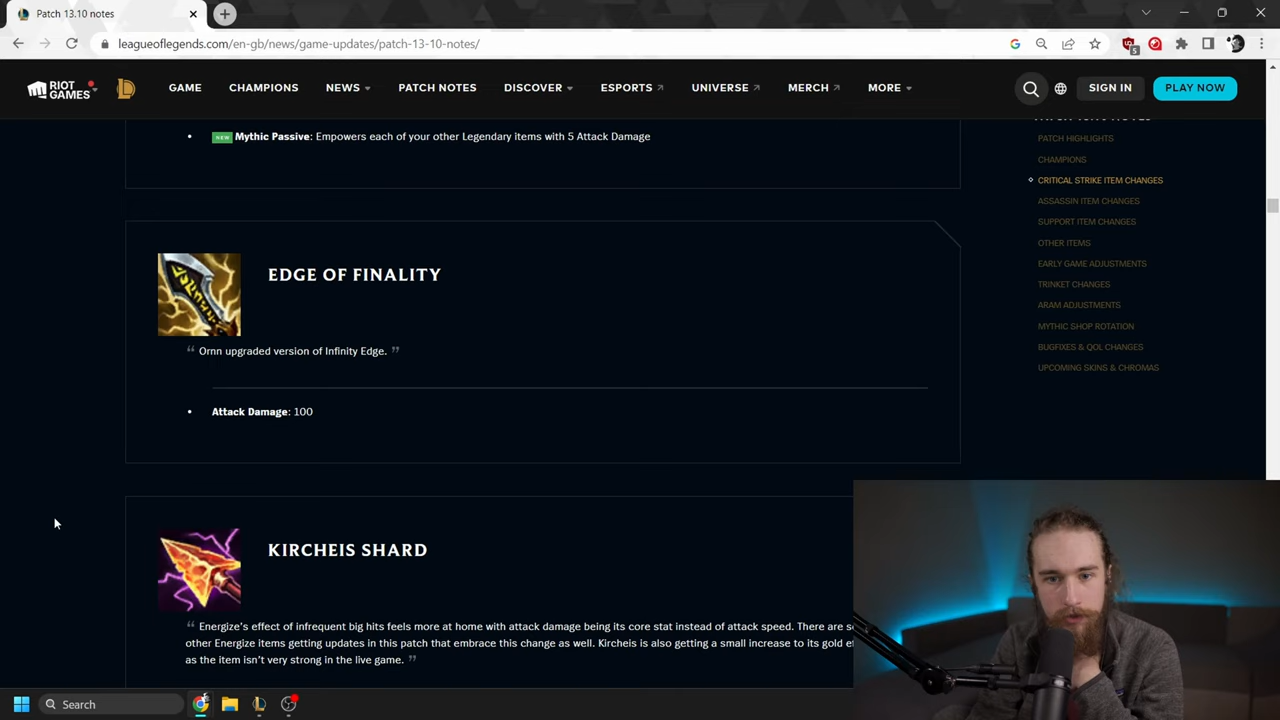 Patch 13.10 notes
leagueoflegends.com/en-gb/news/game-updates/patch-13-10-notes/
5
RIOT GAMES
GAME
CHAMPIONS
NEWS
PATCH NOTES
DISCOVER
ESPORTS
UNIVERSE
MERCH
MORE
SIGN IN
PLAY NOW
NEW Mythic Passive: Empowers each of your other Legendary items with 5 Attack Damage
PATCH HIGHLIGHTS
CHAMPIONS
CRITICAL STRIKE ITEM CHANGES
ASSASSIN ITEM CHANGES
SUPPORT ITEM CHANGES
OTHER ITEMS
EARLY GAME ADJUSTMENTS
TRINKET CHANGES
ARAM ADJUSTMENTS
MYTHIC SHOP ROTATION
BUGFIXES & QOL CHANGES
UPCOMING SKINS & CHROMAS
EDGE OF FINALITY
“ Ornn upgraded version of Infinity Edge. ”
• Attack Damage: 100
KIRCHEIS SHARD
“ Energize's effect of infrequent big hits feels more at home with attack damage being its core stat instead of attack speed. There are
other Energize items getting updates in this patch that embrace this change as well. Kircheis is also getting a small increase to its gold
as the item isn't very strong in the live game. ”
Search